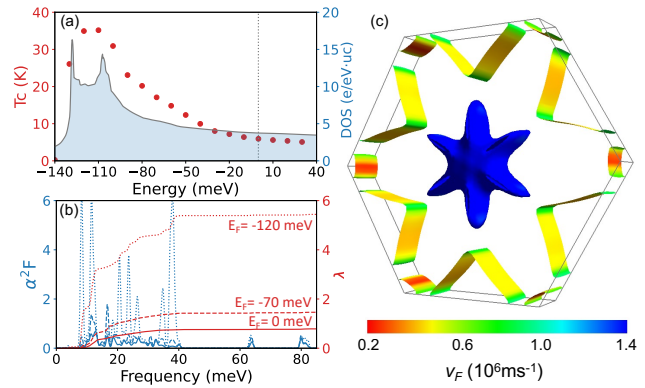 (a)
40
30
20
10
0
Tc (K)
20
15
10
5
0
DOS (e/eV·uc)
−140 −110 −80 −50 −20 10 40
Energy (meV)
(b)
6
4
2
0
α²F
6
4
2
0
λ
E_F= -120 meV
E_F= -70 meV
E_F= 0 meV
0 20 40 60 80
Frequency (meV)
(c)
0.2 0.6 1.0 1.4
v_F (10⁶ms⁻¹)